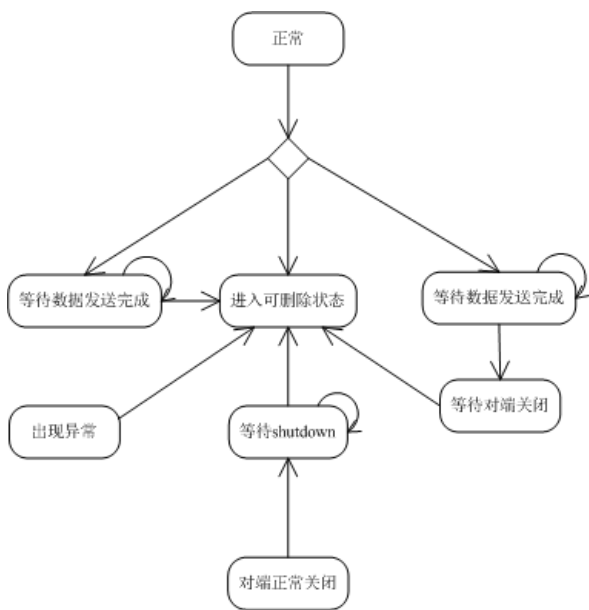 正常
等待数据发送完成
进入可删除状态
等待数据发送完成
出现异常
等待shutdown
等待对端关闭
对端正常关闭